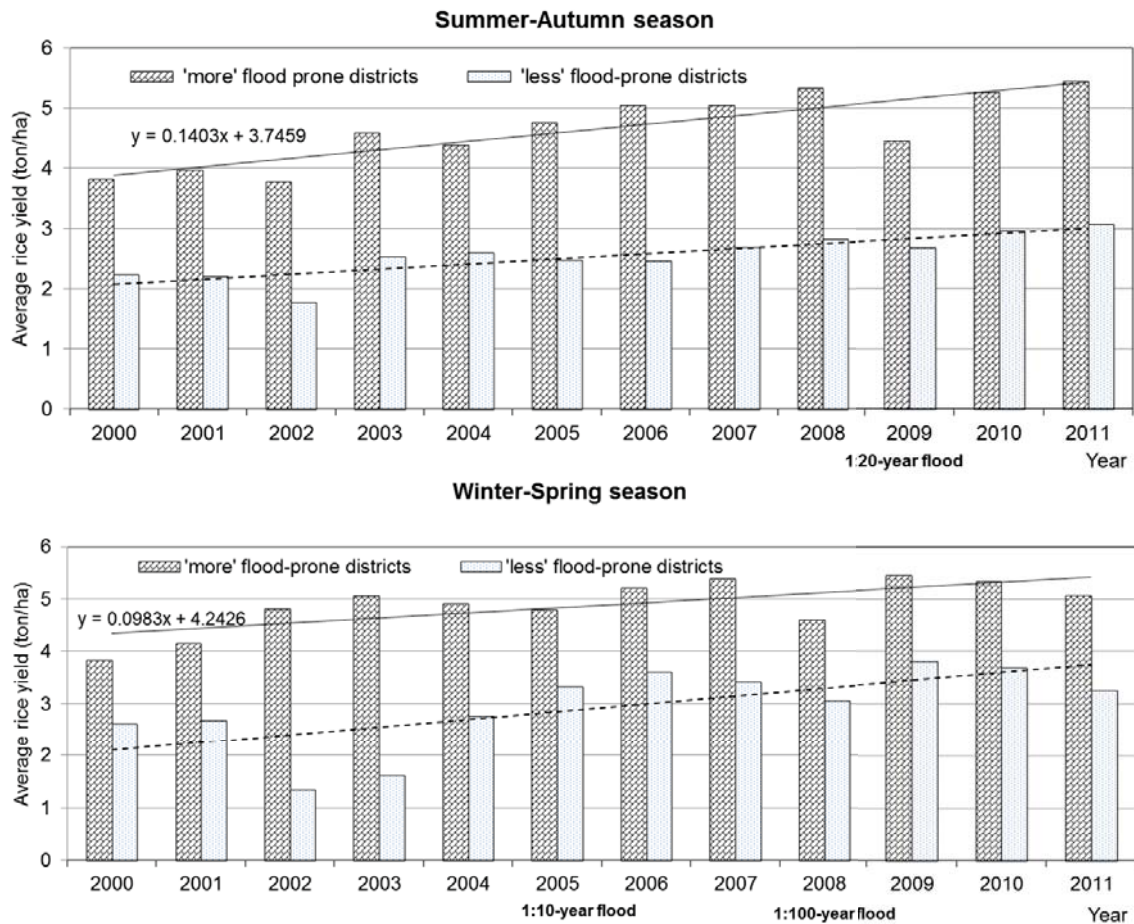 Summer-Autumn season
6
'more' flood prone districts 'less' flood-prone districts
5
y = 0.1403x + 3.7459
4
3
2
1
0
Average rice yield (ton/ha)
2000 2001 2002 2003 2004 2005 2006 2007 2008 2009 2010 2011
1:20-year flood Year
Winter-Spring season
6
'more' flood-prone districts 'less' flood-prone districts
5
y = 0.0983x + 4.2426
4
3
2
1
0
Average rice yield (ton/ha)
2000 2001 2002 2003 2004 2005 2006 2007 2008 2009 2010 2011
1:10-year flood 1:100-year flood Year